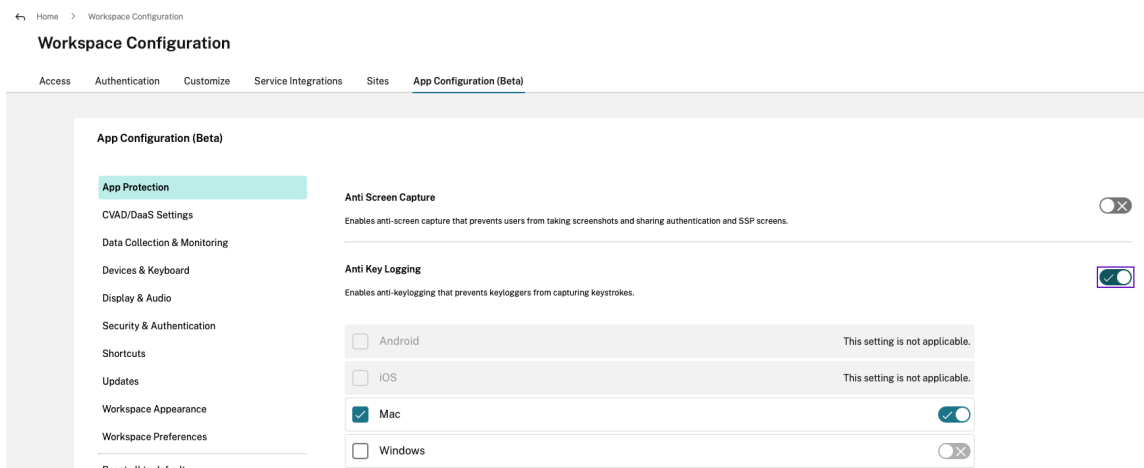 Home > Workspace Configuration
Workspace Configuration
Access Authentication Customize Service Integrations Sites App Configuration (Beta)
App Configuration (Beta)
App Protection
CVAD/DaaS Settings
Data Collection & Monitoring
Devices & Keyboard
Display & Audio
Security & Authentication
Shortcuts
Updates
Workspace Appearance
Workspace Preferences
Anti Screen Capture
Enables anti-screen capture that prevents users from taking screenshots and sharing authentication and SSP screens.
Anti Key Logging
Enables anti-keylogging that prevents keyloggers from capturing keystrokes.
Android This setting is not applicable.
iOS This setting is not applicable.
Mac
Windows